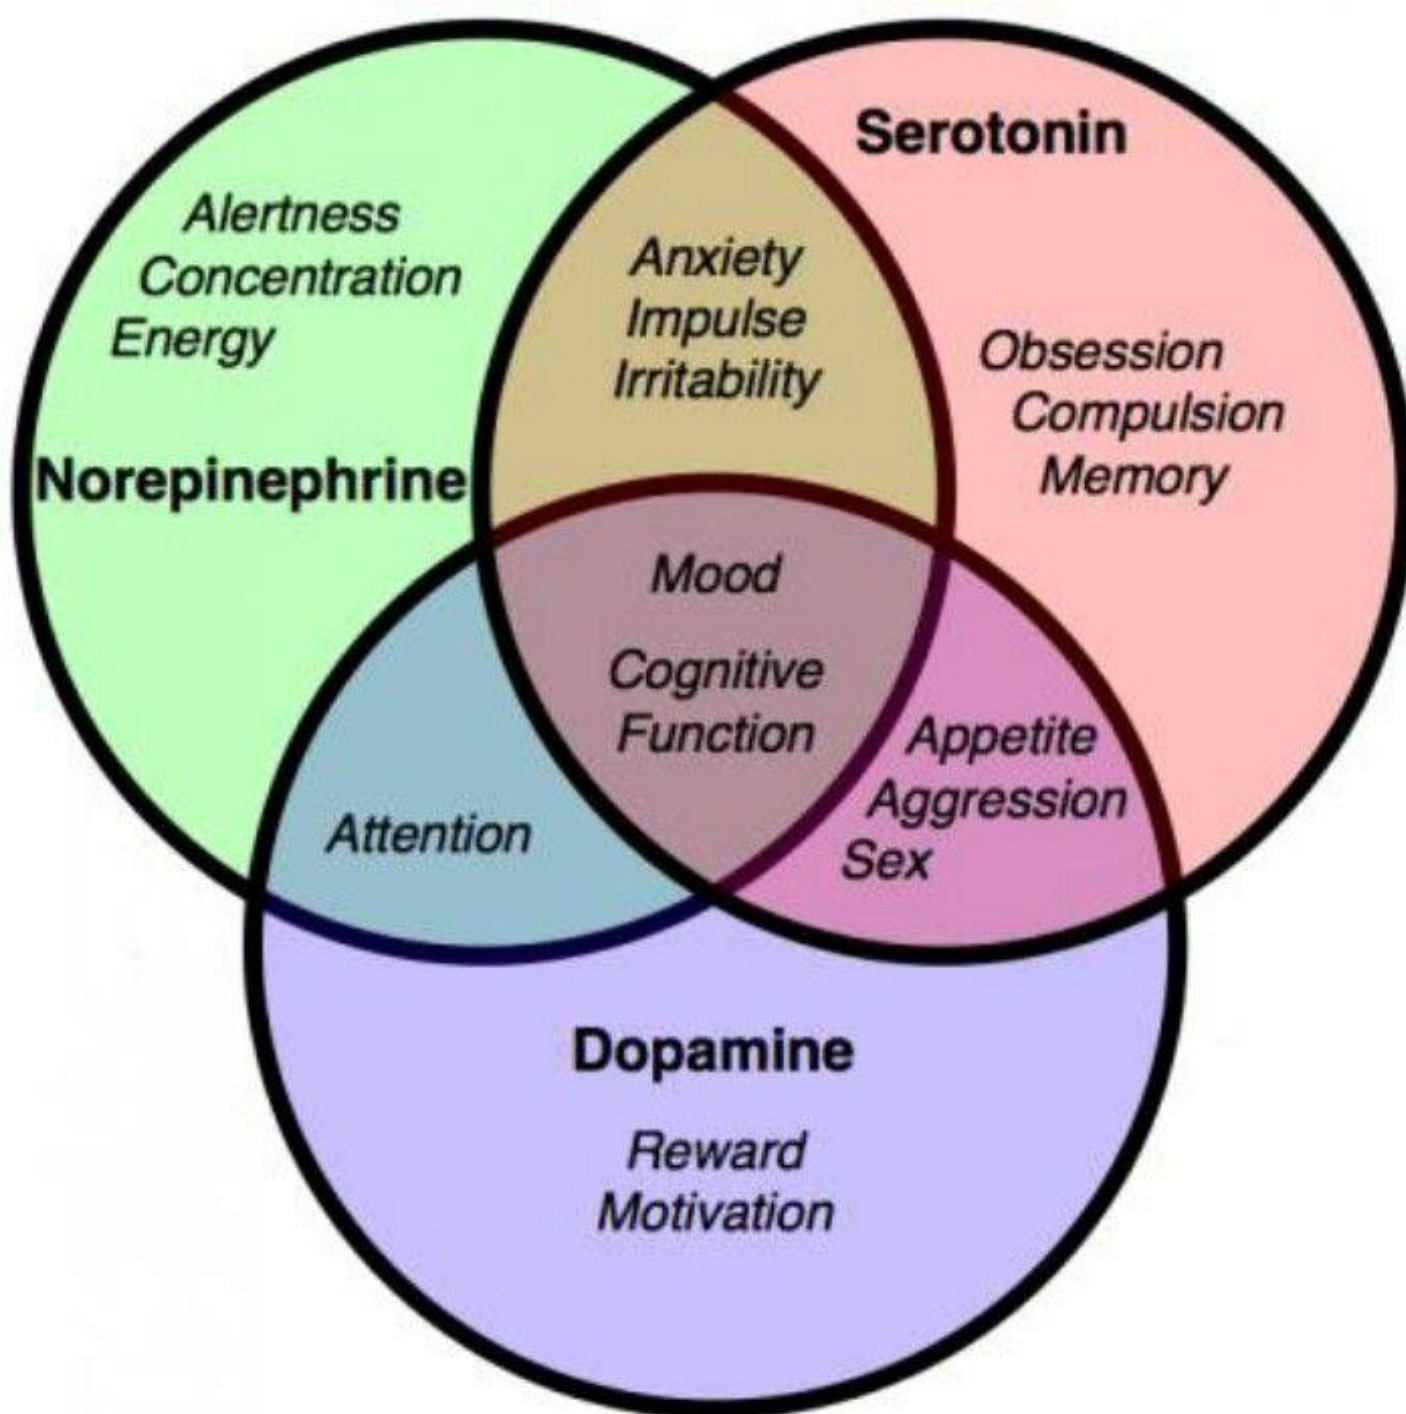 Serotonin
Alertness
Concentration
Energy
Norepinephrine
Anxiety
Impulse
Irritability
Obsession
Compulsion
Memory
Mood
Cognitive
Function
Attention
Appetite
Aggression
Sex
Dopamine
Reward
Motivation